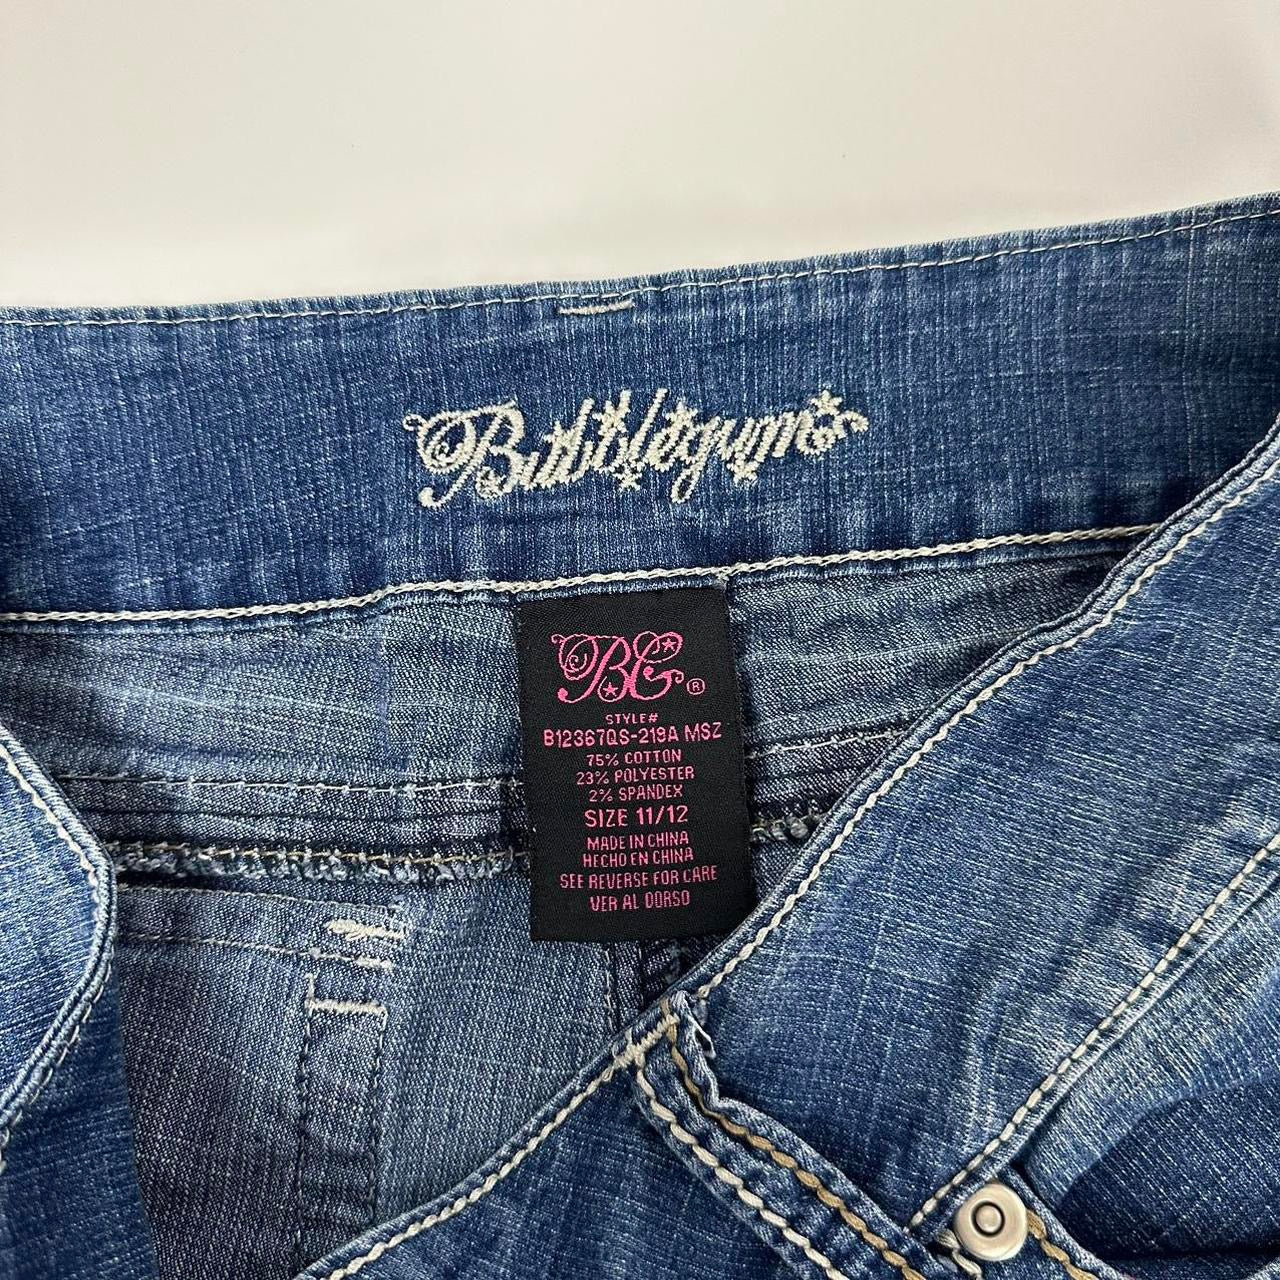 Bubblegum
BG®
STYLE#
B12367QS-219A MSZ
75% COTTON
23% POLYESTER
2% SPANDEX
SIZE 11/12
MADE IN CHINA
HECHO EN CHINA
SEE REVERSE FOR CARE
VER AL DORSO